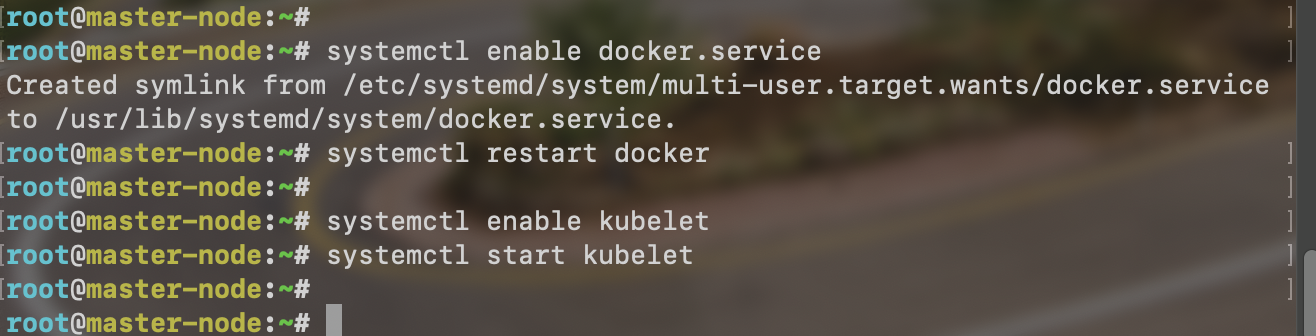 [root@master-node:~# ]
[root@master-node:~# systemctl enable docker.service ]
Created symlink from /etc/systemd/system/multi-user.target.wants/docker.service
to /usr/lib/systemd/system/docker.service.
[root@master-node:~# systemctl restart docker ]
[root@master-node:~# ]
[root@master-node:~# systemctl enable kubelet ]
[root@master-node:~# systemctl start kubelet ]
[root@master-node:~# ]
root@master-node:~#